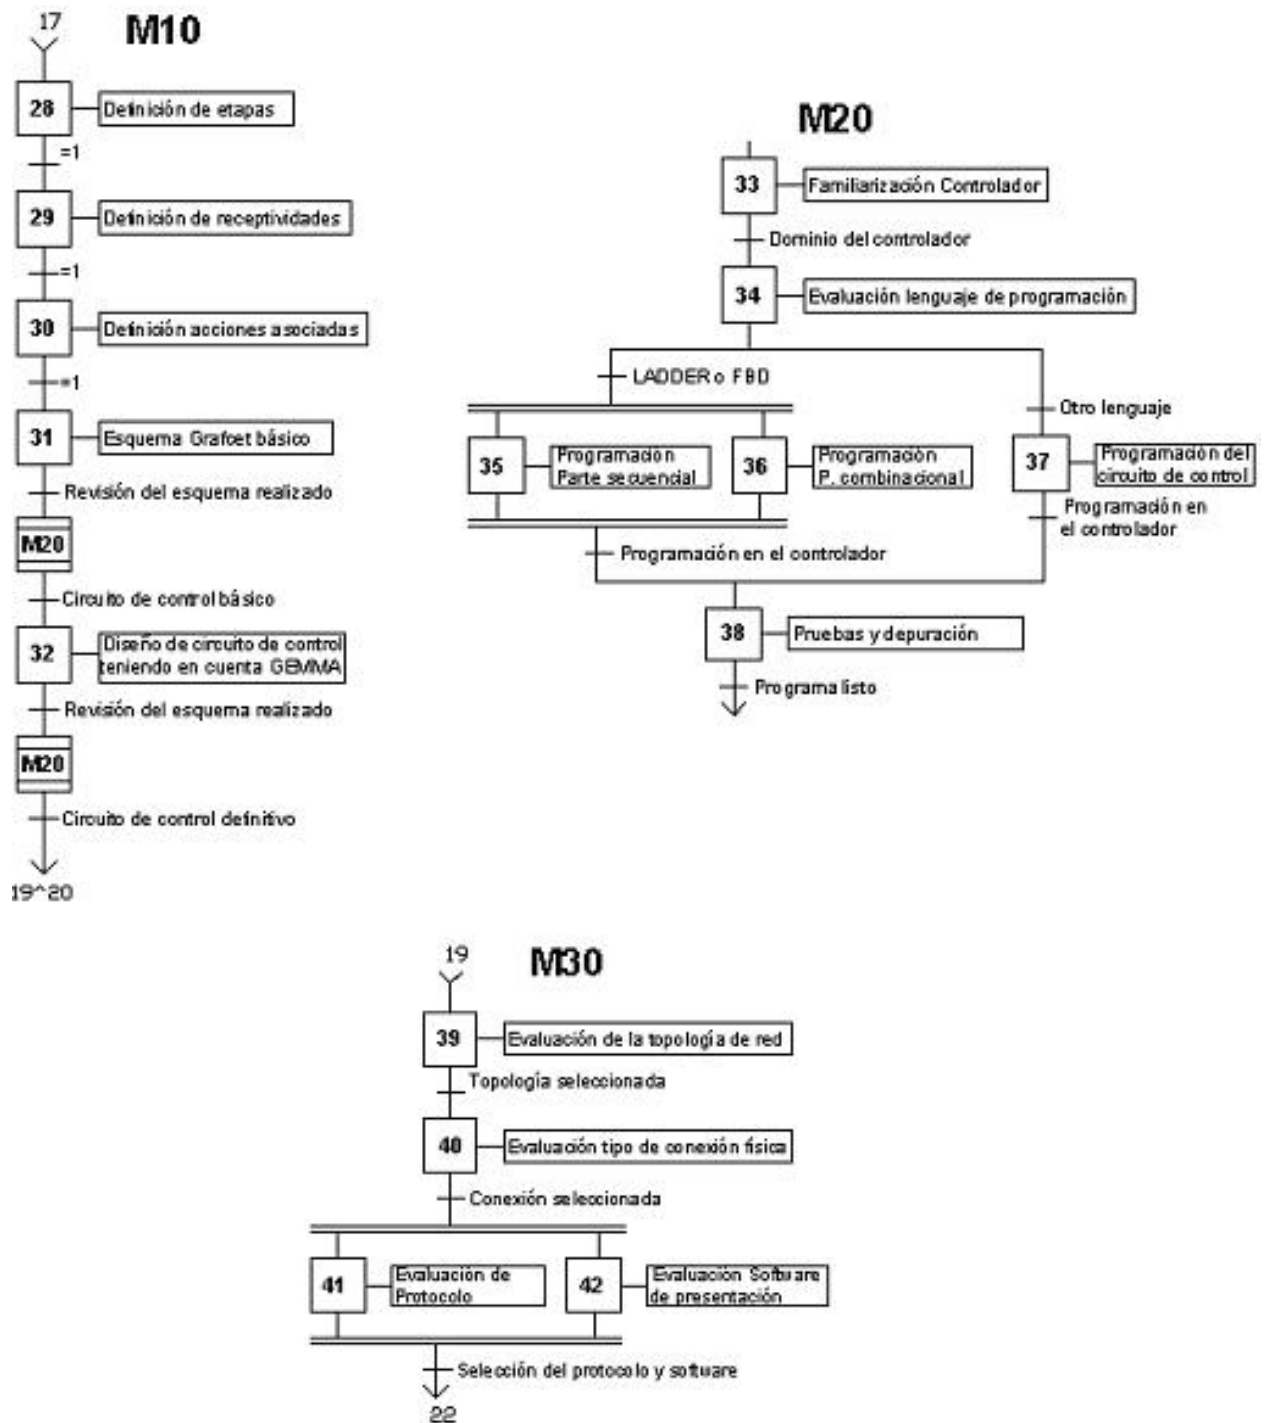 17
M10
28
Definición de etapas
=1
29
Definición de receptividades
=1
30
Definición acciones asociadas
=1
31
Esquema Grafcet básico
Revisión del esquema realizado
M20
Circuito de control básico
32
Diseño de circuito de control
teniendo en cuenta GEMMA
Revisión del esquema realizado
M20
Circuito de control definitivo
19^20
M20
33
Familiarización Controlador
Dominio del controlador
34
Evaluación lenguaje de programación
LADDER o FBD
Otro lenguaje
35
Programación
Parte secuencial
36
Programación
P. combinacional
37
Programación del
circuito de control
Programación en el controlador
Programación en
el controlador
38
Pruebas y depuración
Programa listo
19
M30
39
Evaluación de la topología de red
Topología seleccionada
40
Evaluación tipo de conexión física
Conexión seleccionada
41
Evaluación de
Protocolo
42
Evaluación Software
de presentación
Selección del protocolo y software
22